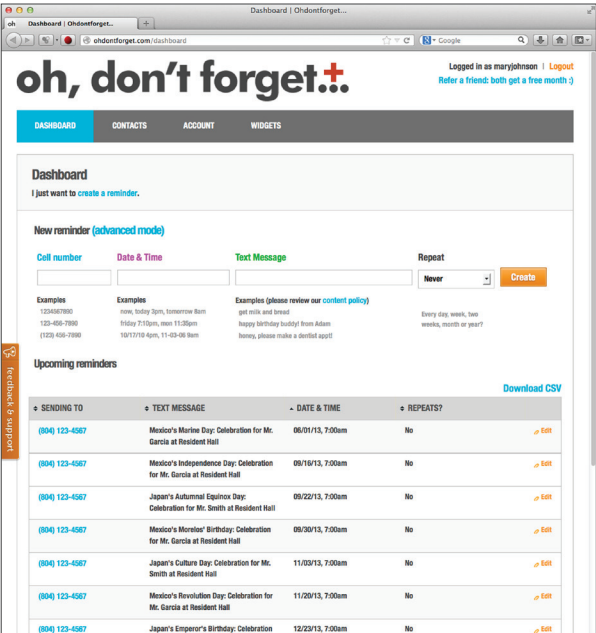 Dashboard | Ohdontforget...
oh Dashboard | Ohdontforget... +
ohdontforget.com/dashboard Google
oh, don't forget...
Logged in as maryjohnson | Logout
Refer a friend: both get a free month :)
DASHBOARD CONTACTS ACCOUNT WIDGETS
Dashboard
I just want to create a reminder.
New reminder (advanced mode)
Cell number Date & Time Text Message Repeat
Never Create
Examples Examples Examples (please review our content policy)
1234567890 now, today 3pm, tomorrow 8am get milk and bread Every day, week, two
123-456-7890 friday 7:10pm, mon 11:35pm happy birthday buddy! from Adam weeks, month or year?
(123) 456-7890 10/17/10 4pm, 11-03-06 9am honey, please make a dentist appt!
feedback & support
Upcoming reminders
Download CSV
SENDING TO TEXT MESSAGE DATE & TIME REPEATS?
(804) 123-4567 Mexico's Marine Day: Celebration for Mr. 06/01/13, 7:00am No Edit
Garcia at Resident Hall
(804) 123-4567 Mexico's Independence Day: Celebration 09/16/13, 7:00am No Edit
for Mr. Garcia at Resident Hall
(804) 123-4567 Japan's Autumnal Equinox Day: 09/22/13, 7:00am No Edit
Celebration for Mr. Smith at Resident Hall
(804) 123-4567 Mexico's Morelos' Birthday: Celebration 09/30/13, 7:00am No Edit
for Mr. Garcia at Resident Hall
(804) 123-4567 Japan's Culture Day: Celebration for Mr. 11/03/13, 7:00am No Edit
Smith at Resident Hall
(804) 123-4567 Mexico's Revolution Day: Celebration for 11/20/13, 7:00am No Edit
Mr. Garcia at Resident Hall
(804) 123-4567 Japan's Emperor's Birthday: Celebration 12/23/13, 7:00am No Edit